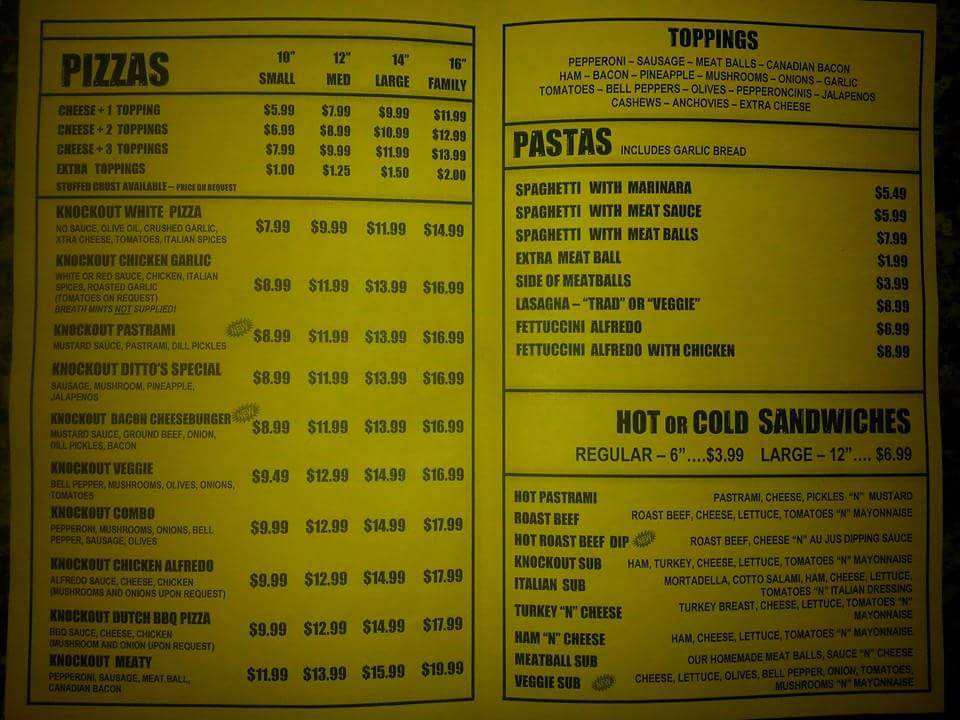 PIZZAS
10" 12" 14" 16"
SMALL MED LARGE FAMILY
CHEESE + 1 TOPPING $5.99 $7.99 $9.99 $11.99
CHEESE + 2 TOPPINGS $6.99 $8.99 $10.99 $12.99
CHEESE + 3 TOPPINGS $7.99 $9.99 $11.99 $13.99
EXTRA TOPPINGS $1.00 $1.25 $1.50 $2.00
STUFFED CRUST AVAILABLE – PRICE ON REQUEST
KNOCKOUT WHITE PIZZA $7.99 $9.99 $11.99 $14.99
NO SAUCE, OLIVE OIL, CRUSHED GARLIC,
XTRA CHEESE, TOMATOES, ITALIAN SPICES
KNOCKOUT CHICKEN GARLIC
WHITE OR RED SAUCE, CHICKEN, ITALIAN
SPICES, ROASTED GARLIC $8.99 $11.99 $13.99 $16.99
(TOMATOES ON REQUEST)
BREATH MINTS NOT SUPPLIED!
KNOCKOUT PASTRAMI $8.99 $11.99 $13.99 $16.99
MUSTARD SAUCE, PASTRAMI, DILL PICKLES
KNOCKOUT DITTO'S SPECIAL $8.99 $11.99 $13.99 $16.99
SAUSAGE, MUSHROOM, PINEAPPLE,
JALAPENOS
KNOCKOUT BACON CHEESEBURGER $8.99 $11.99 $13.99 $16.99
MUSTARD SAUCE, GROUND BEEF, ONION,
DILL PICKLES, BACON
KNOCKOUT VEGGIE $9.49 $12.99 $14.99 $16.99
BELL PEPPER, MUSHROOMS, OLIVES, ONIONS,
TOMATOES
KNOCKOUT COMBO $9.99 $12.99 $14.99 $17.99
PEPPERONI, MUSHROOMS, ONIONS, BELL
PEPPER, SAUSAGE, OLIVES
KNOCKOUT CHICKEN ALFREDO
ALFREDO SAUCE, CHEESE, CHICKEN $9.99 $12.99 $14.99 $17.99
(MUSHROOMS AND ONIONS UPON REQUEST)
KNOCKOUT DUTCH BBQ PIZZA
BBQ SAUCE, CHEESE, CHICKEN $9.99 $12.99 $14.99 $17.99
(MUSHROOM AND ONION UPON REQUEST)
KNOCKOUT MEATY
PEPPERONI, SAUSAGE, MEAT BALL, $11.99 $13.99 $15.99 $19.99
CANADIAN BACON
TOPPINGS
PEPPERONI – SAUSAGE – MEAT BALLS – CANADIAN BACON
HAM – BACON – PINEAPPLE – MUSHROOMS – ONIONS – GARLIC
TOMATOES – BELL PEPPERS – OLIVES – PEPPERONCINIS – JALAPENOS
CASHEWS – ANCHOVIES – EXTRA CHEESE
PASTAS INCLUDES GARLIC BREAD
SPAGHETTI WITH MARINARA $5.49
SPAGHETTI WITH MEAT SAUCE $5.99
SPAGHETTI WITH MEAT BALLS $7.99
EXTRA MEAT BALL $1.99
SIDE OF MEATBALLS $3.99
LASAGNA – "TRAD" OR "VEGGIE" $6.99
FETTUCCINI ALFREDO $6.99
FETTUCCINI ALFREDO WITH CHICKEN $8.99
HOT OR COLD SANDWICHES
REGULAR – 6"....$3.99 LARGE – 12".... $6.99
HOT PASTRAMI PASTRAMI, CHEESE, PICKLES "N" MUSTARD
ROAST BEEF ROAST BEEF, CHEESE, LETTUCE, TOMATOES "N" MAYONNAISE
HOT ROAST BEEF DIP ROAST BEEF, CHEESE "N" AU JUS DIPPING SAUCE
KNOCKOUT SUB HAM, TURKEY, CHEESE, LETTUCE, TOMATOES "N" MAYONNAISE
ITALIAN SUB MORTADELLA, COTTO SALAMI, HAM, CHEESE, LETTUCE,
TOMATOES "N" ITALIAN DRESSING
TURKEY "N" CHEESE TURKEY BREAST, CHEESE, LETTUCE, TOMATOES "N"
MAYONNAISE
HAM "N" CHEESE HAM, CHEESE, LETTUCE, TOMATOES "N" MAYONNAISE
MEATBALL SUB OUR HOMEMADE MEAT BALLS, SAUCE "N" CHEESE
VEGGIE SUB CHEESE, LETTUCE, OLIVES, BELL PEPPER, ONION, TOMATOES,
MUSHROOMS "N" MAYONNAISE